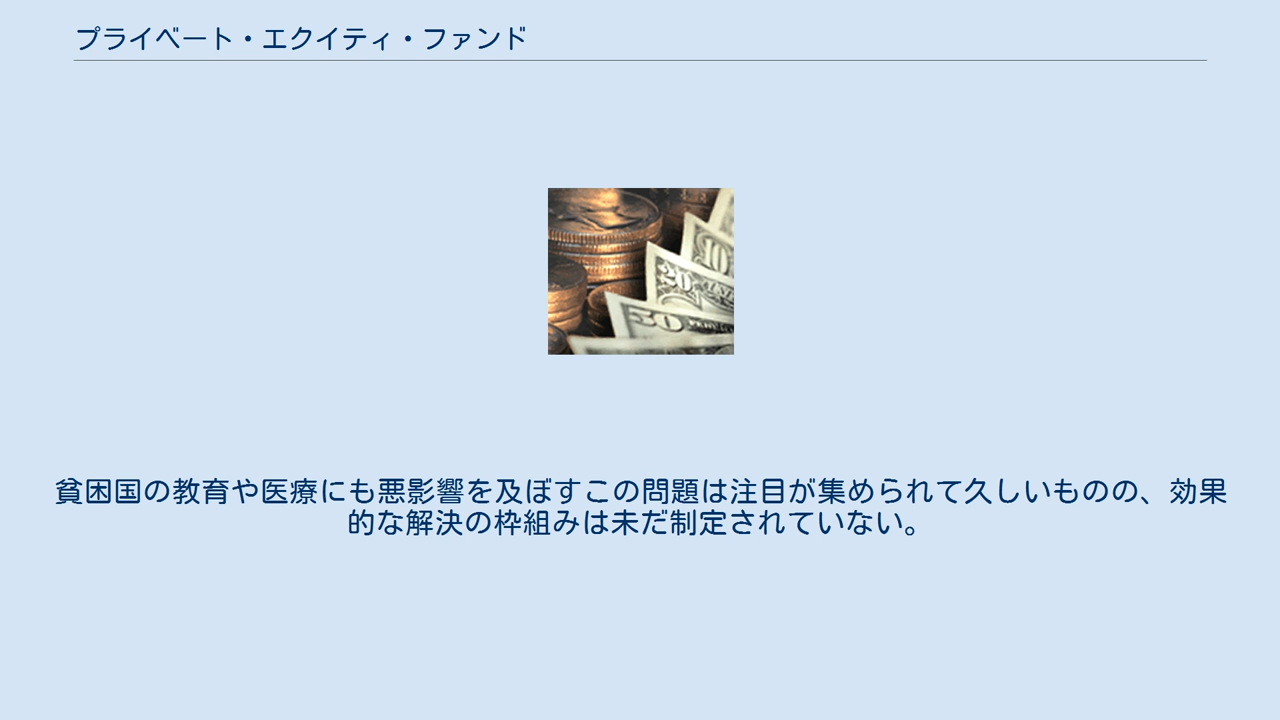 プライベート・エクイティ・ファンド
10
20
50
貧困国の教育や医療にも悪影響を及ぼすこの問題は注目が集められて久しいものの、効果
的な解決の枠組みは未だ制定されていない。